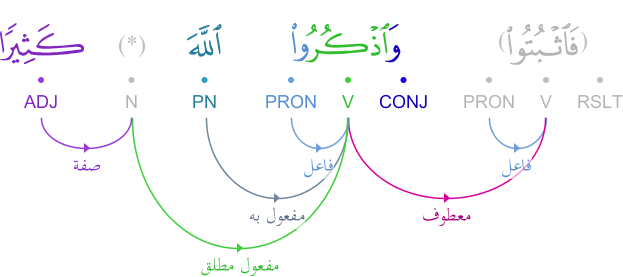 (فَٱثۡبُتُواْ) وَٱذۡكُرُواْ ٱللَّهَ (*) كَثِيرًا
RSLT V PRON CONJ V PRON PN N ADJ
فاعل فاعل صفة
معطوف مفعول به
مفعول مطلق